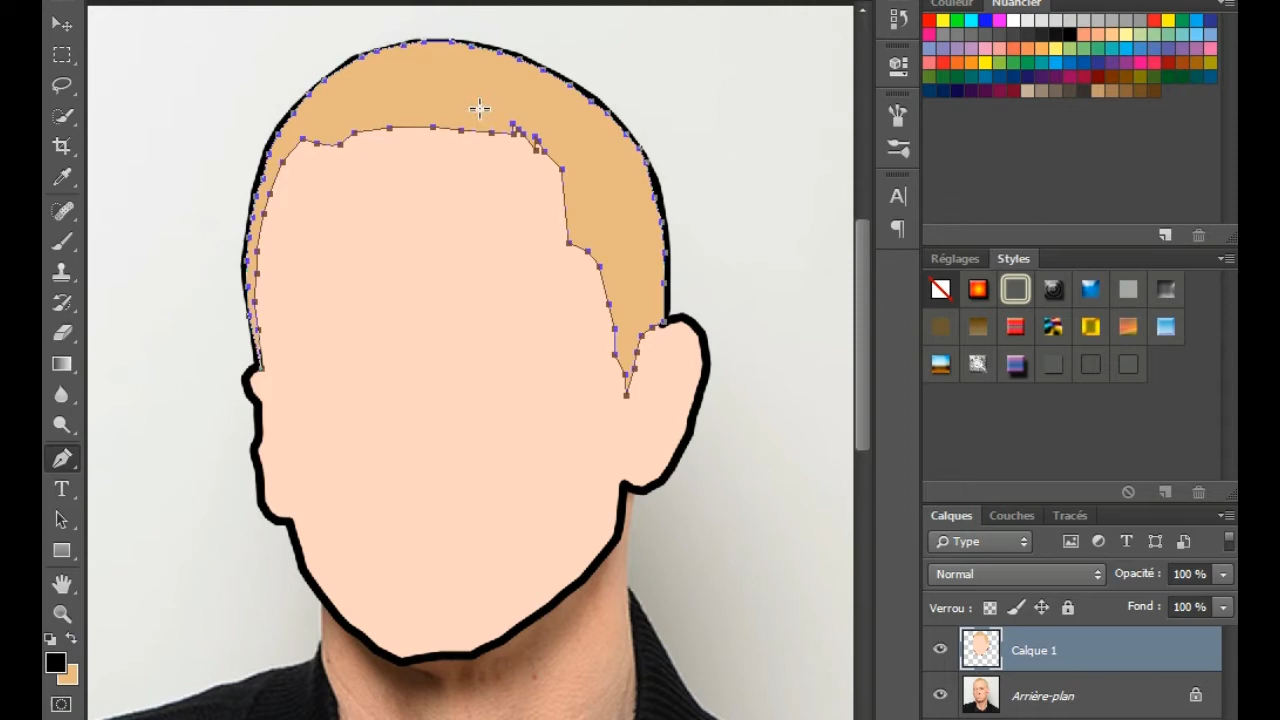 Couleur Nuancier
Réglages Styles
Calques Couches Tracés
Type
Normal Opacité : 100 %
Verrou : Fond : 100 %
Calque 1
Arrière-plan